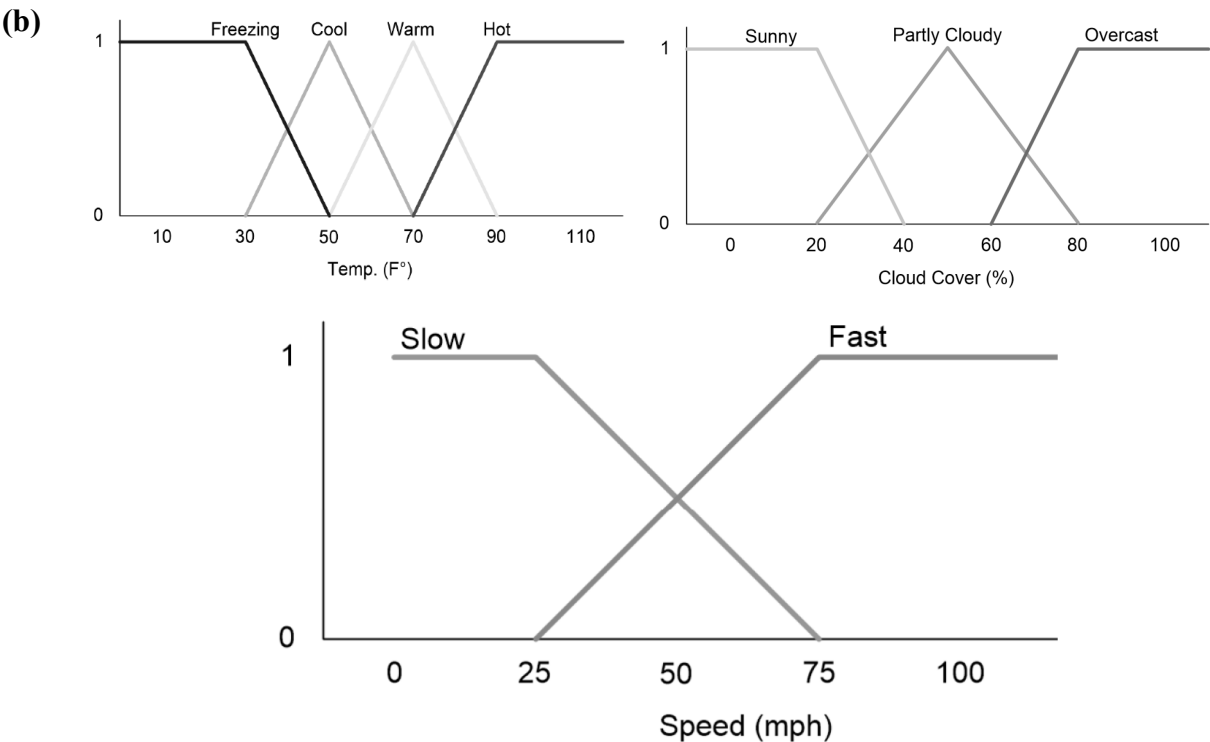 (b)
Freezing Cool Warm Hot
1
0
10 30 50 70 90 110
Temp. (F°)
Sunny Partly Cloudy Overcast
1
0
0 20 40 60 80 100
Cloud Cover (%)
Slow Fast
1
0
0 25 50 75 100
Speed (mph)